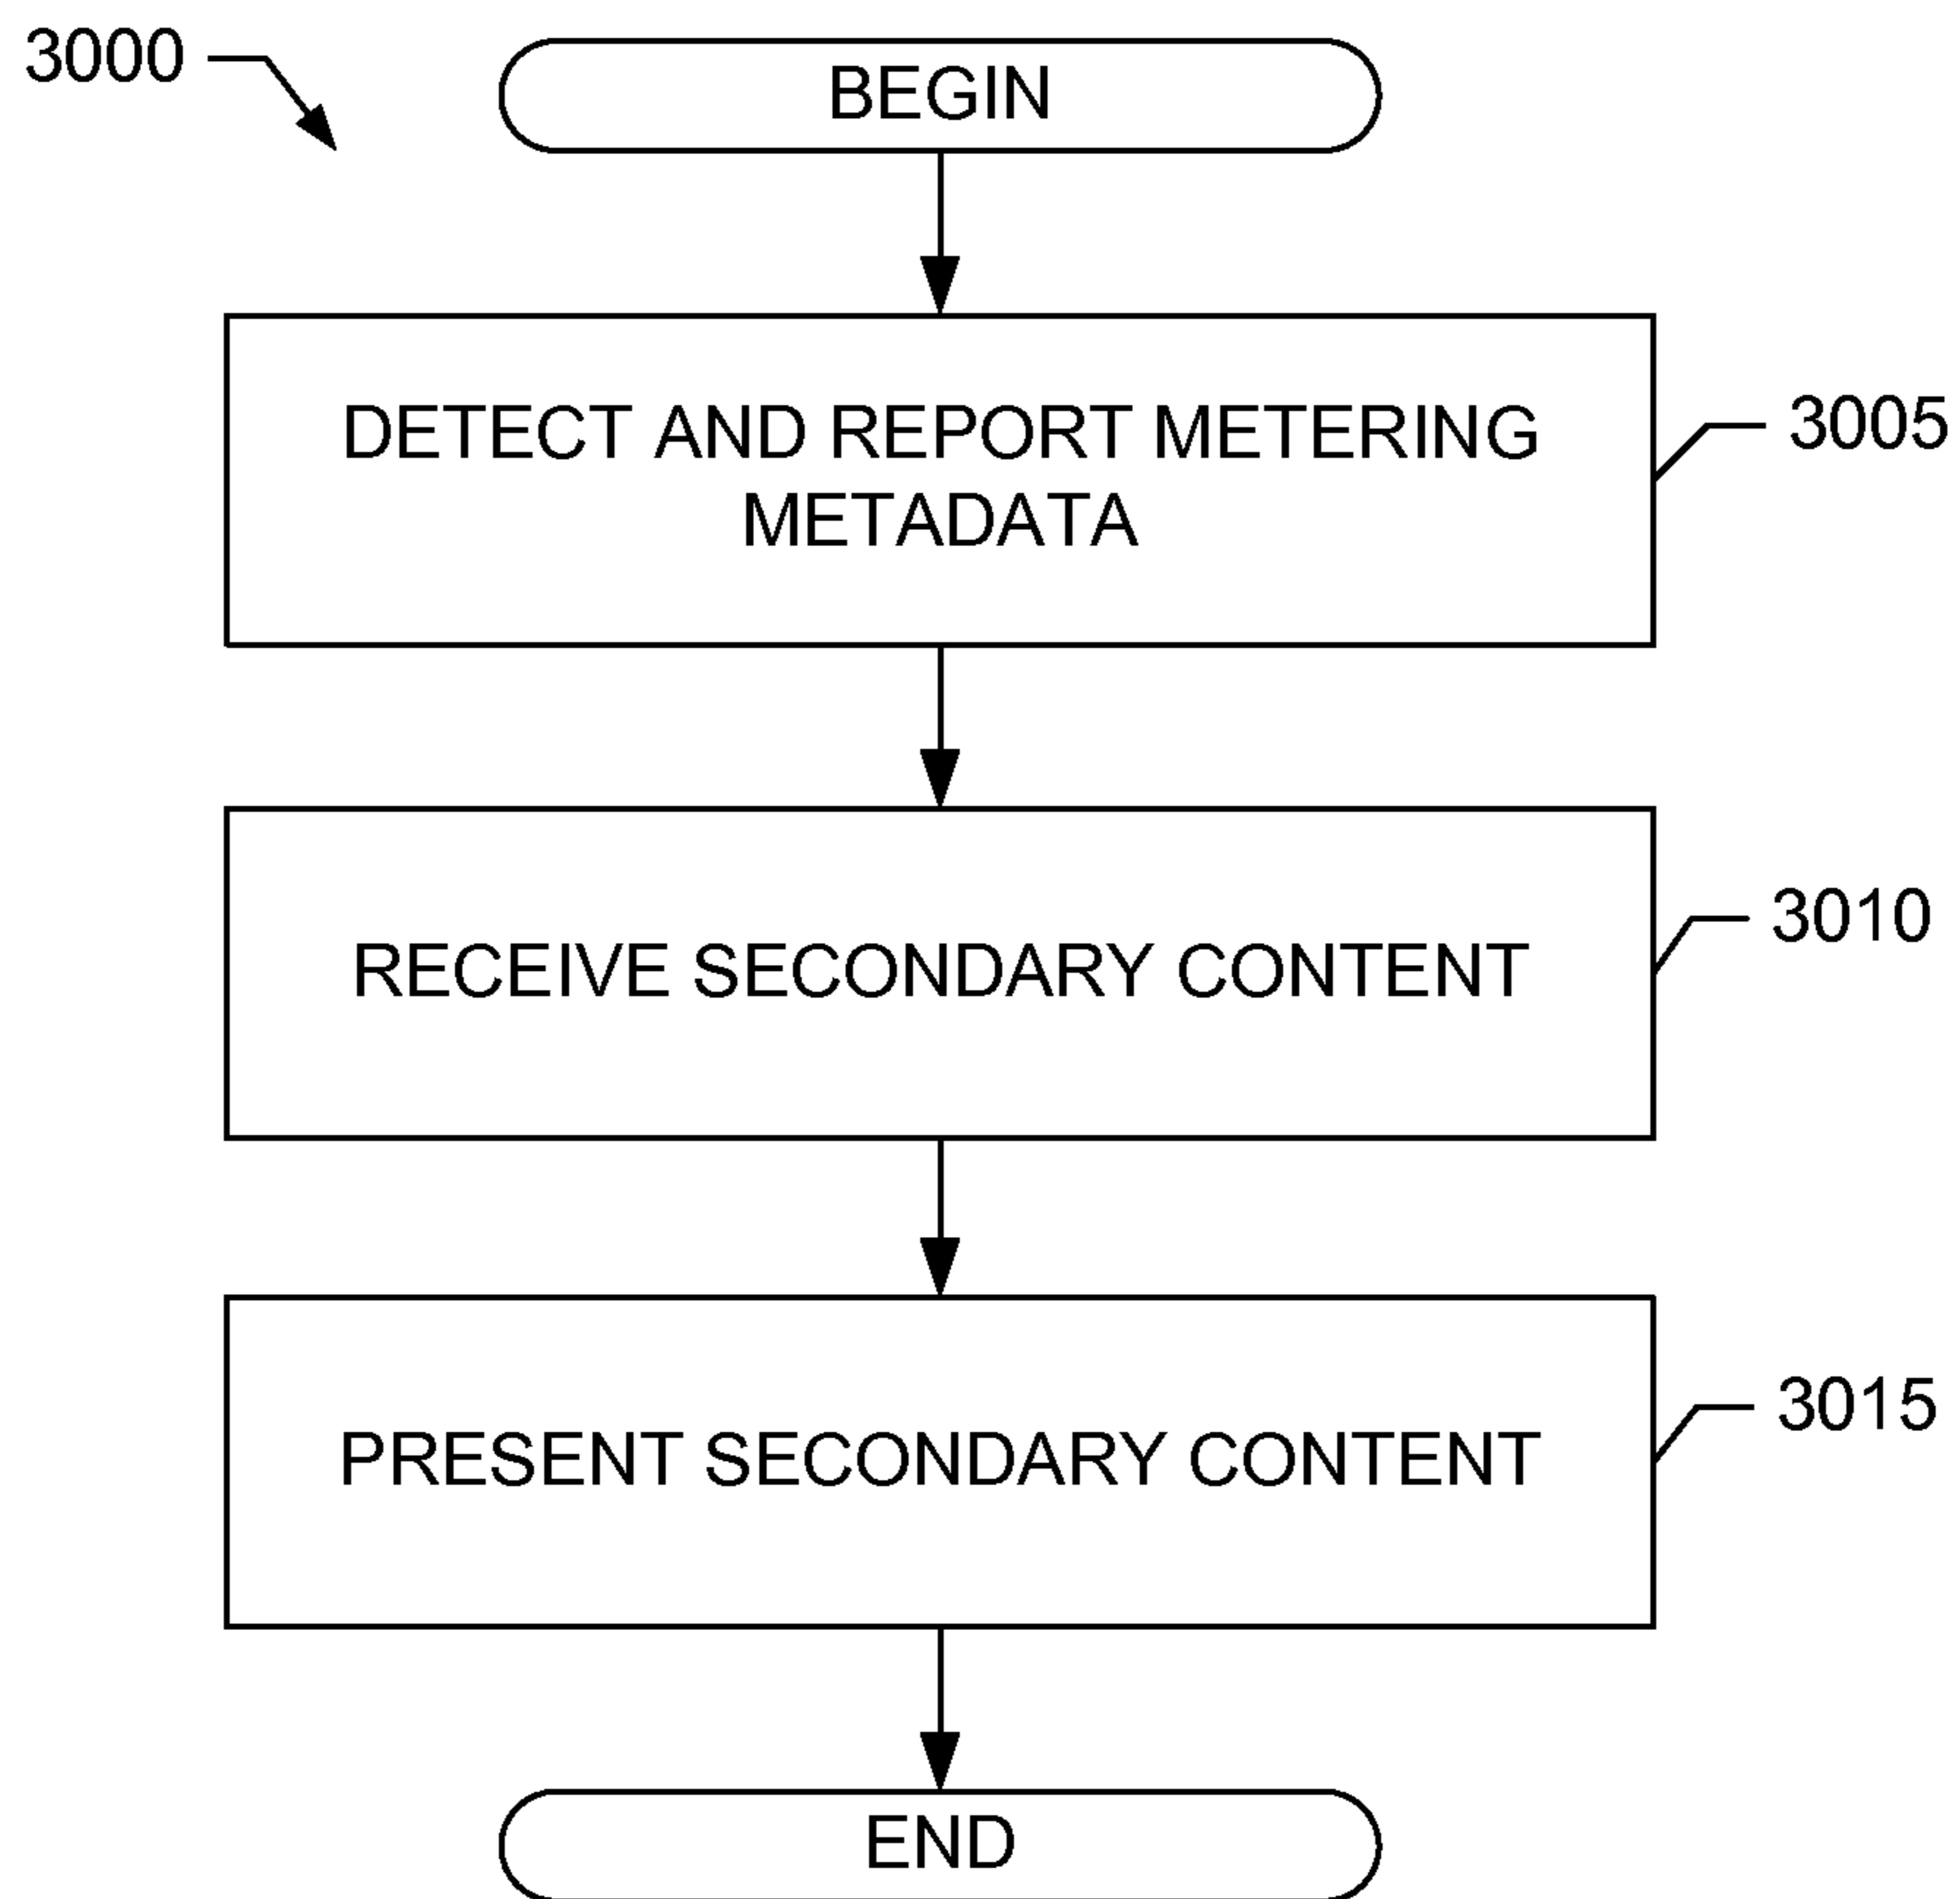 3000
BEGIN
DETECT AND REPORT METERING
METADATA
3005
RECEIVE SECONDARY CONTENT
3010
PRESENT SECONDARY CONTENT
3015
END